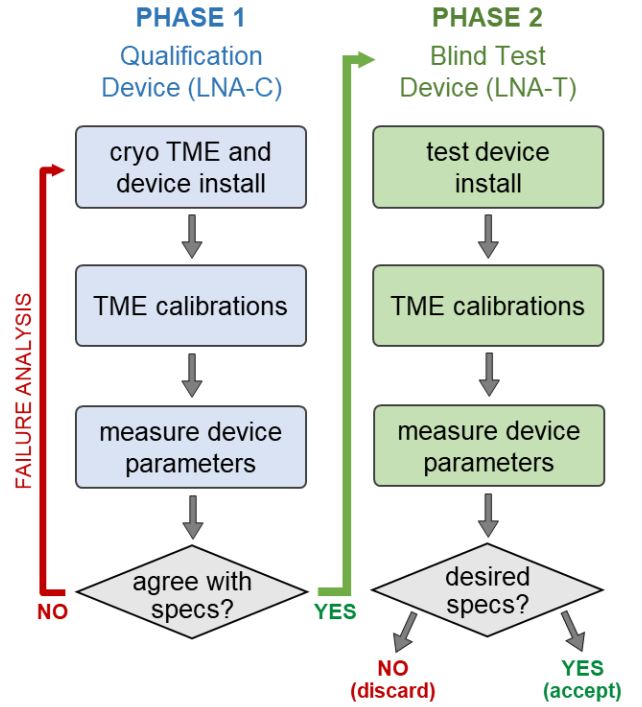 PHASE 1
Qualification
Device (LNA-C)
cryo TME and
device install
TME calibrations
measure device
parameters
agree with
specs?
NO
YES
FAILURE ANALYSIS
PHASE 2
Blind Test
Device (LNA-T)
test device
install
TME calibrations
measure device
parameters
desired
specs?
NO
(discard)
YES
(accept)